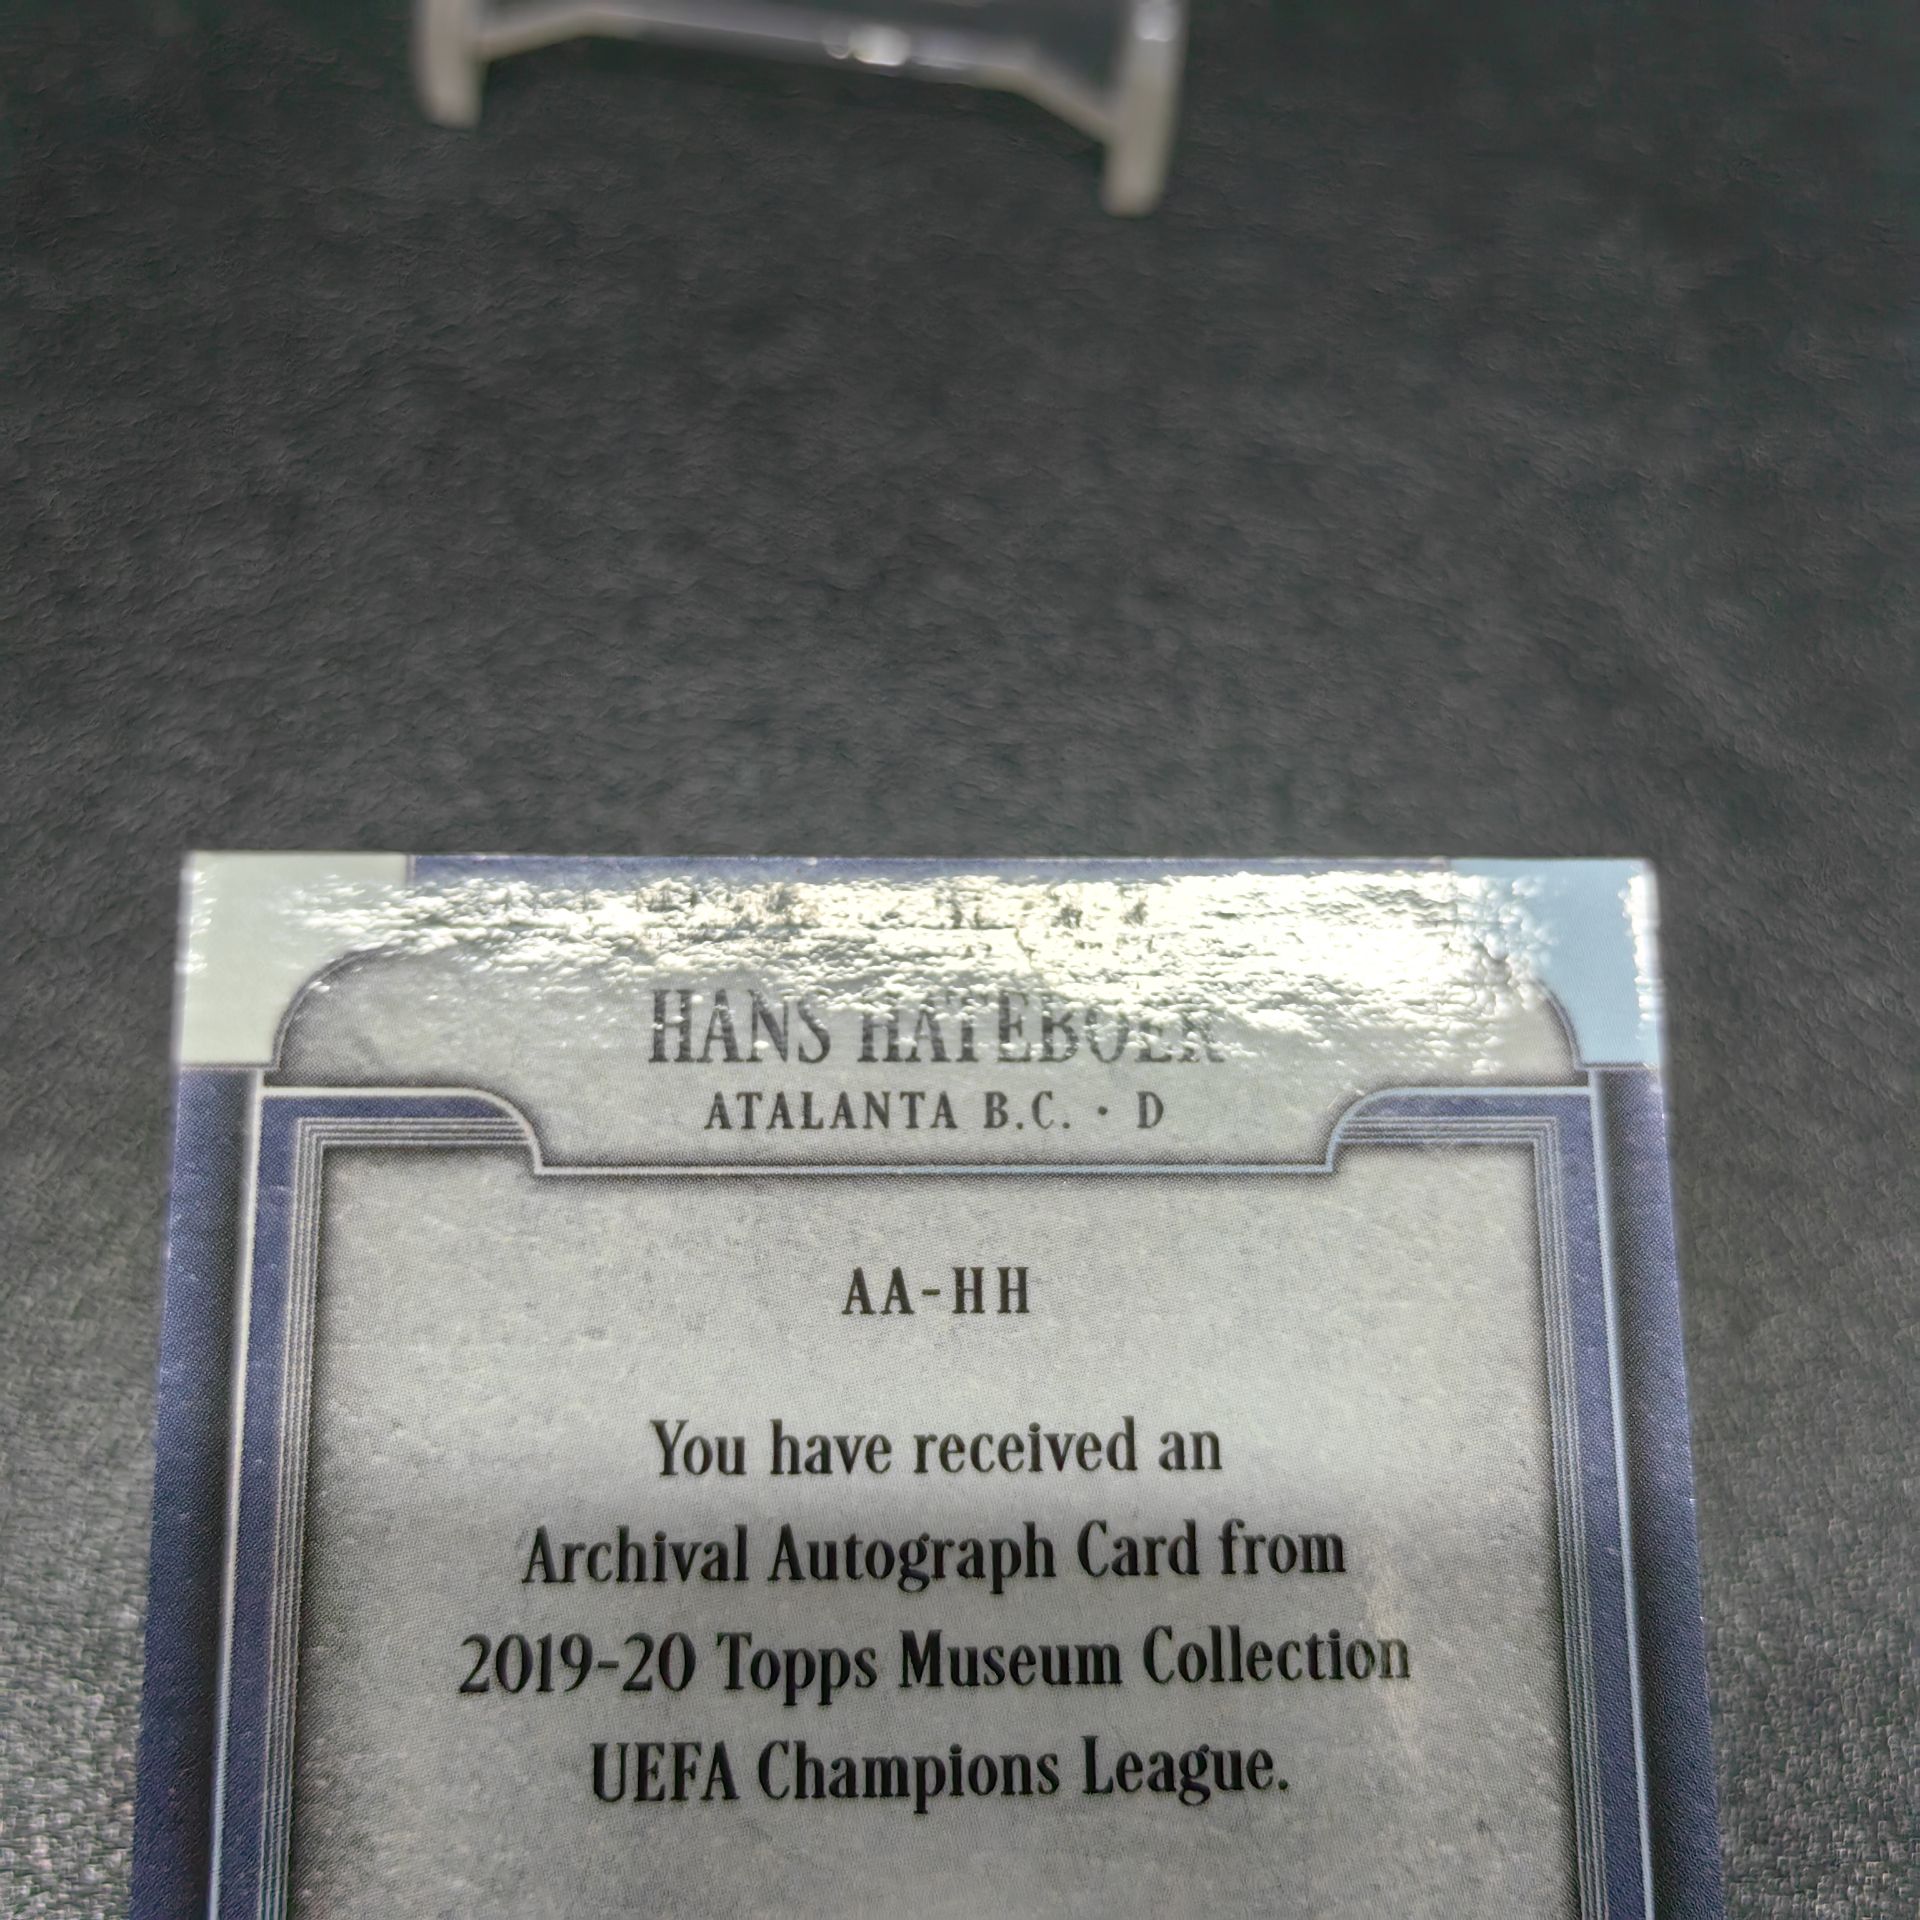 HANS HATEBOER
ATALANTA B.C. · D
AA-HH
You have received an
Archival Autograph Card from
2019-20 Topps Museum Collection
UEFA Champions League.